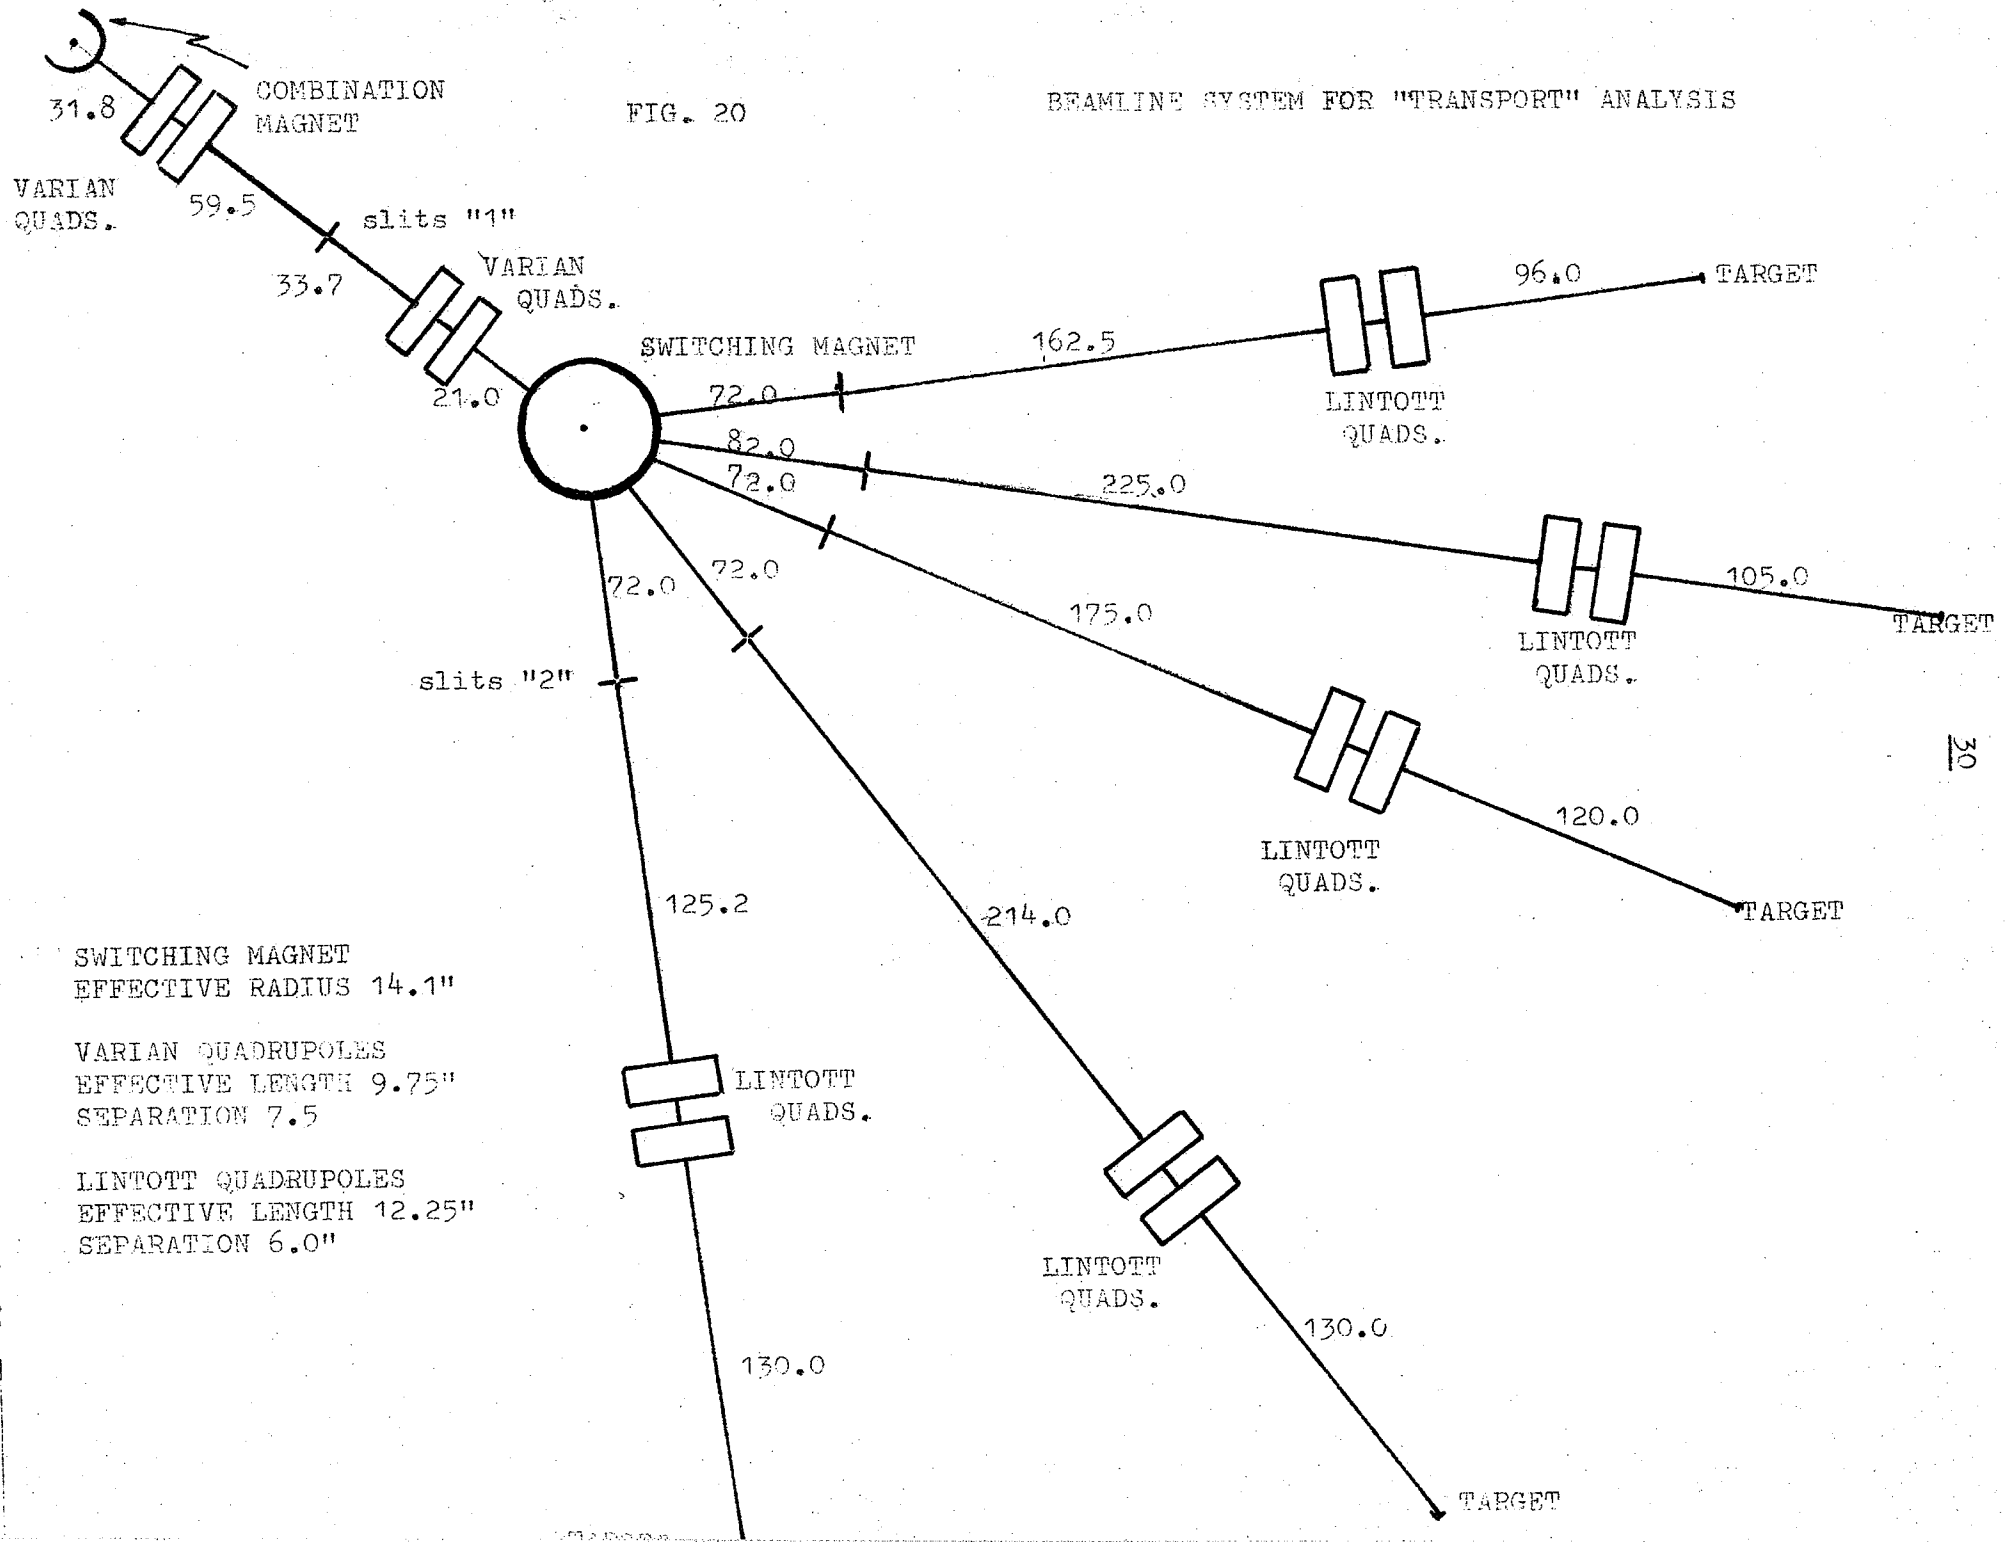 COMBINATION
MAGNET
FIG. 20
BEAMLINE SYSTEM FOR "TRANSPORT" ANALYSIS
31.8
VARIAN
QUADS.
59.5
slits "1"
33.7
VARIAN
QUADS.
21.0
SWITCHING MAGNET
72.0
162.5
96.0
TARGET
LINTOTT
QUADS.
82.0
225.0
105.0
TARGET
LINTOTT
QUADS.
72.0
175.0
120.0
TARGET
LINTOTT
QUADS.
72.0
214.0
130.0
TARGET
LINTOTT
QUADS.
72.0
slits "2"
125.2
LINTOTT
QUADS.
130.0
30
SWITCHING MAGNET
EFFECTIVE RADIUS 14.1"
VARIAN QUADRUPOLES
EFFECTIVE LENGTH 9.75"
SEPARATION 7.5
LINTOTT QUADRUPOLES
EFFECTIVE LENGTH 12.25"
SEPARATION 6.0"